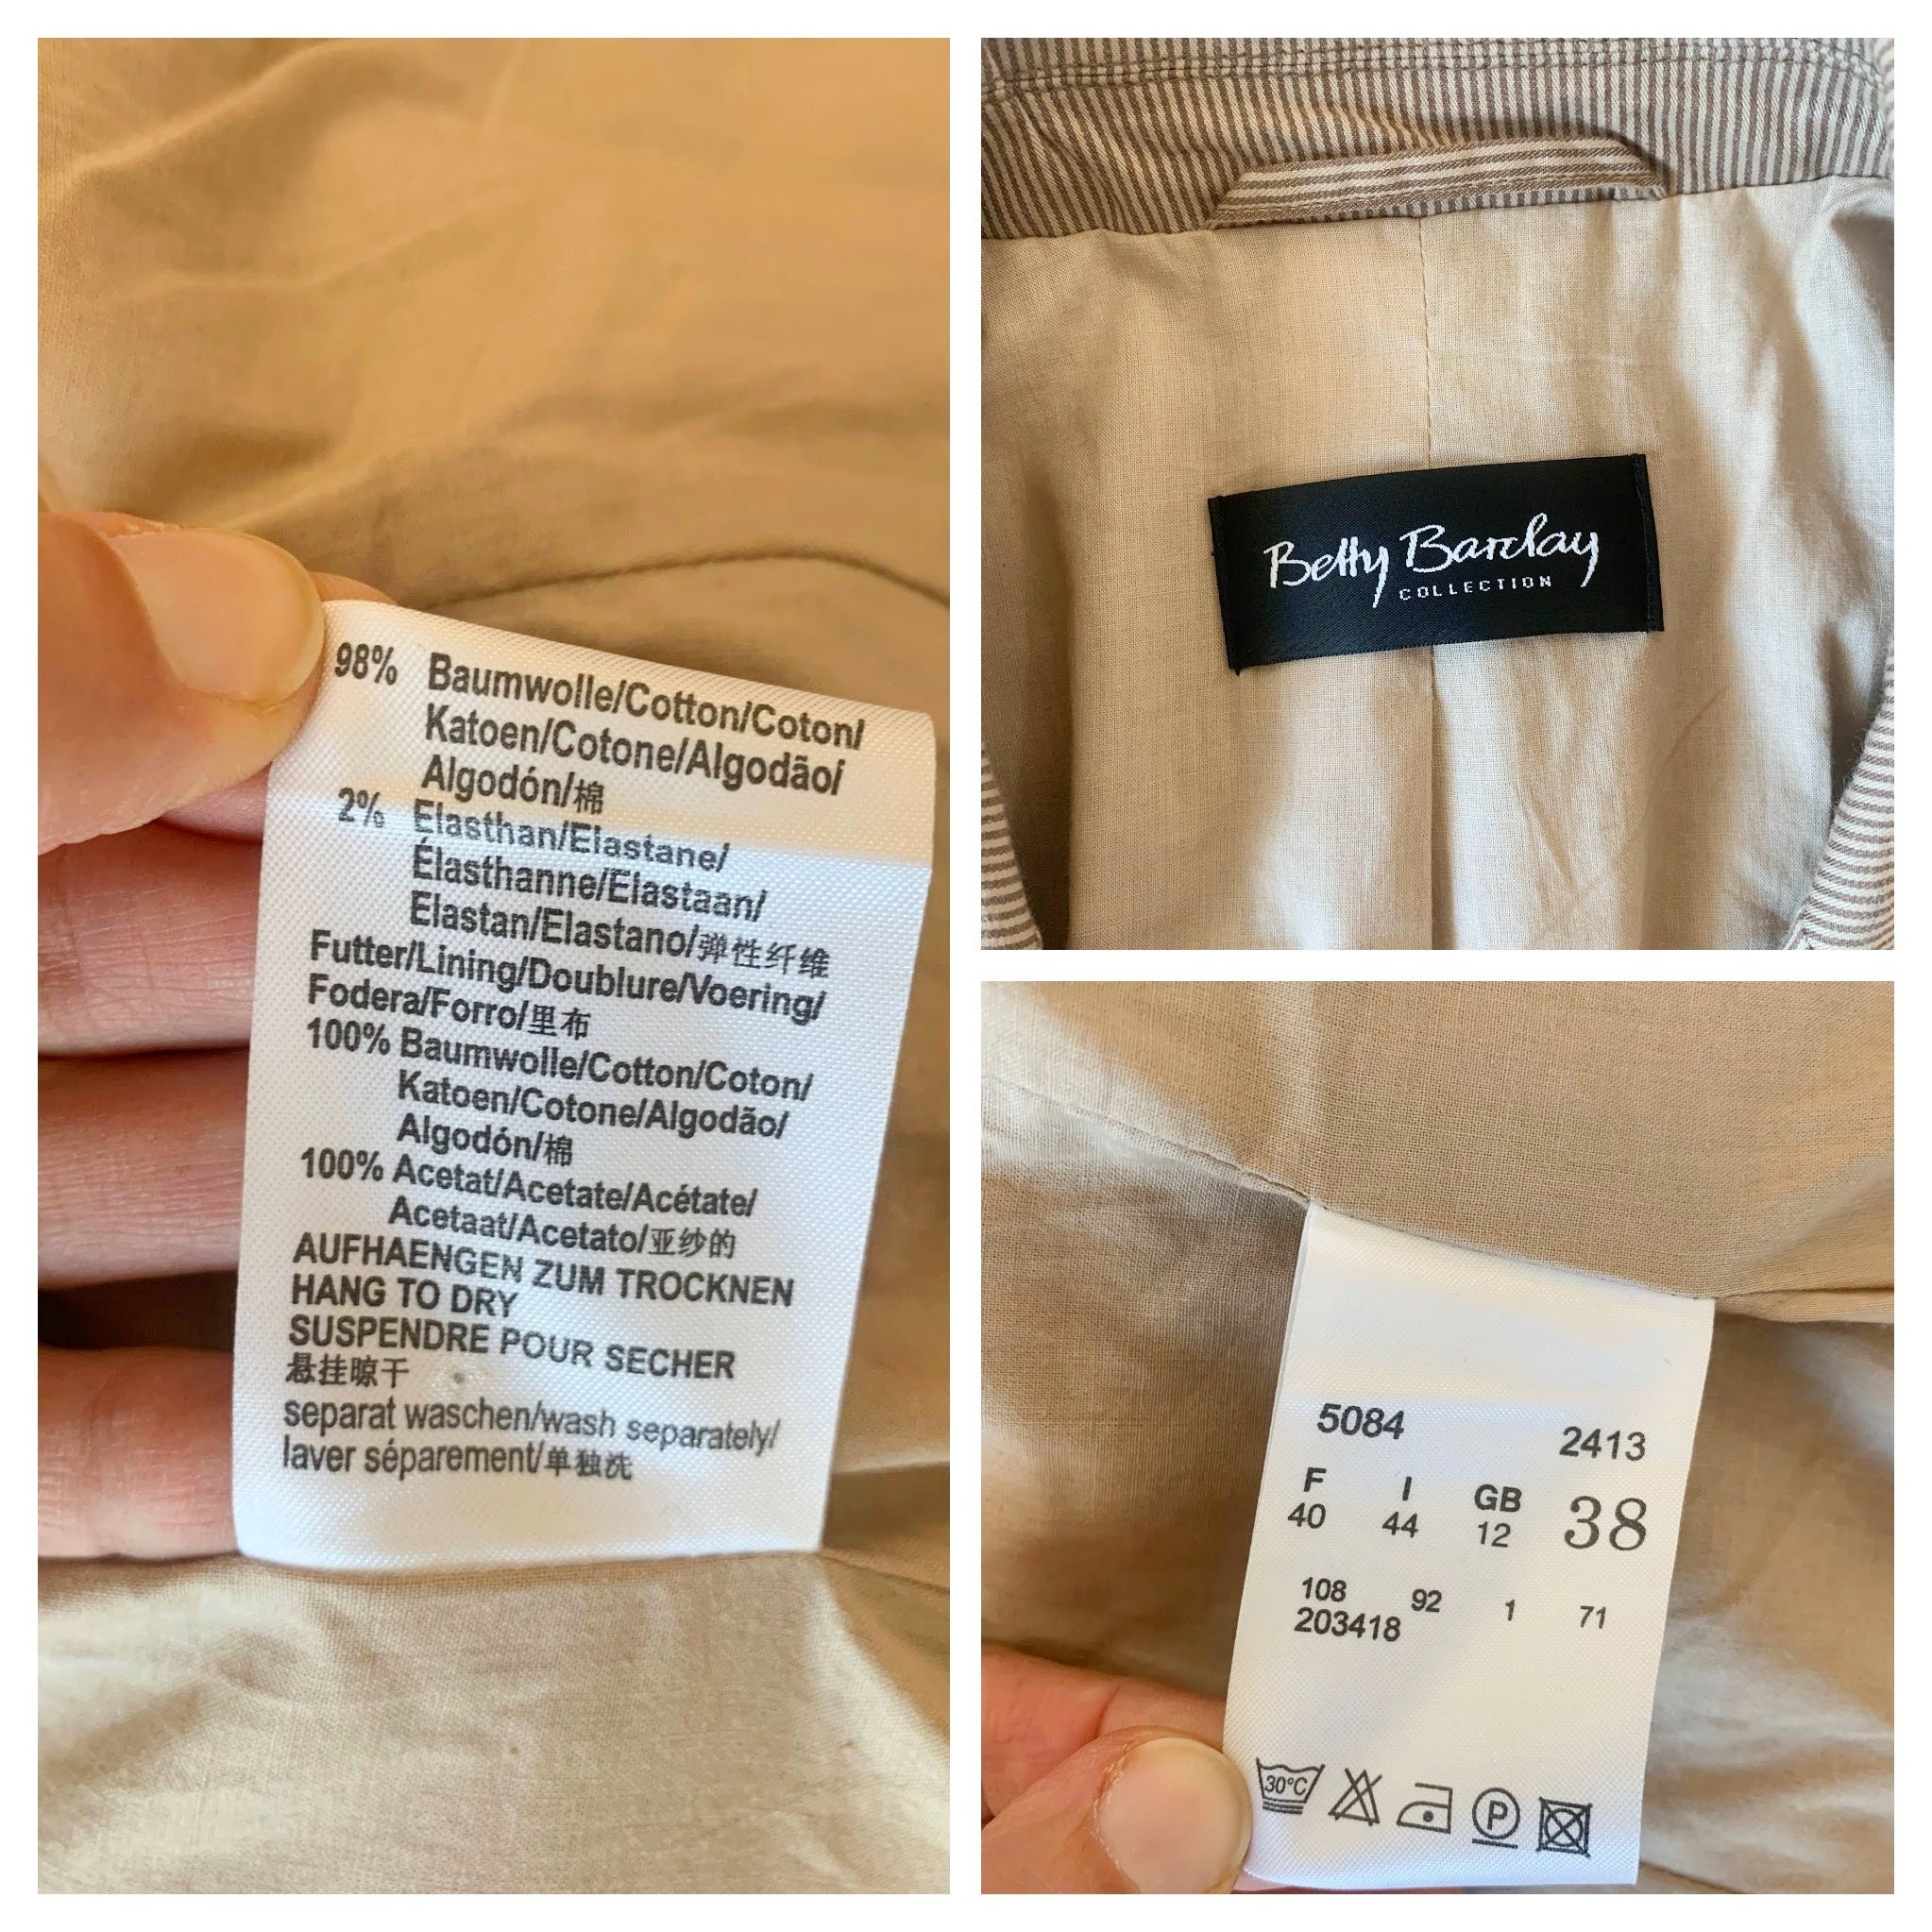 98% Baumwolle/Cotton/Coton/
Katoen/Cotone/Algodão/
Algodón/棉
2% Elasthan/Elastane/
Élasthanne/Elastaan/
Elastan/Elastano/弹性纤维
Futter/Lining/Doublure/Voering/
Fodera/Forro/里布
100% Baumwolle/Cotton/Coton/
Katoen/Cotone/Algodão/
Algodón/棉
100% Acetat/Acetate/Acétate/
Acetaat/Acetato/亚纱的
AUFHAENGEN ZUM TROCKNEN
HANG TO DRY
SUSPENDRE POUR SECHER
悬挂晾干
separat waschen/wash separately/
laver séparement/单独洗
Betty Barclay
COLLECTION
5084 2413
F I GB 38
40 44 12
108 92 1 71
203418
30°C P